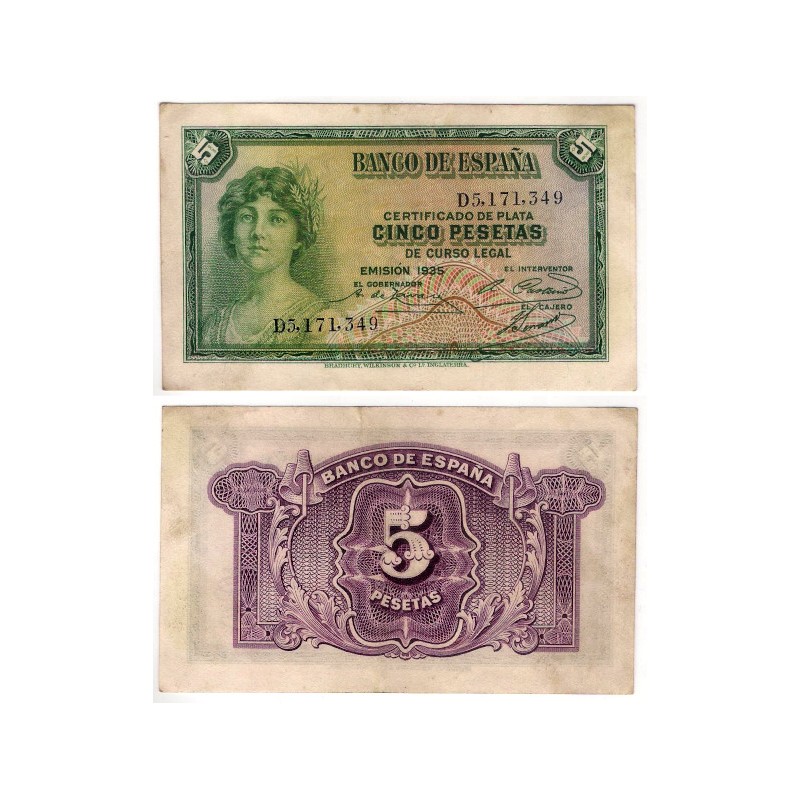 5 5
BANCO DE ESPAÑA
D5,171,349
CERTIFICADO DE PLATA
CINCO PESETAS
DE CURSO LEGAL
EMISIÓN 1935 EL INTERVENTOR
EL GOBERNADOR
EL CAJERO
D5,171,349
BRADBURY, WILKINSON & Cº Lᴰ INGLATERRA.
BANCO DE ESPAÑA
5
PESETAS